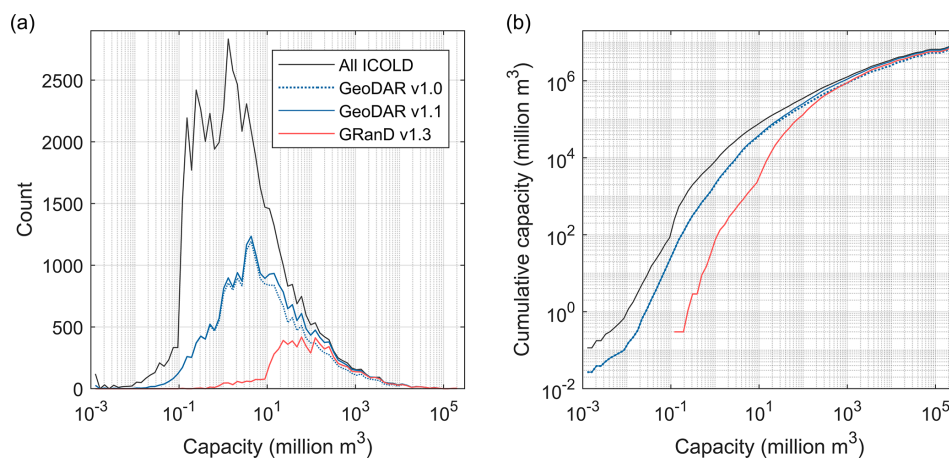 (a)
2500
2000
1500
1000
500
0
Count
10^-3
10^-1
10^1
10^3
10^5
Capacity (million m^3)
All ICOLD
GeoDAR v1.0
GeoDAR v1.1
GRanD v1.3
(b)
10^6
10^4
10^2
10^0
10^-2
Cumulative capacity (million m^3)
10^-3
10^-1
10^1
10^3
10^5
Capacity (million m^3)